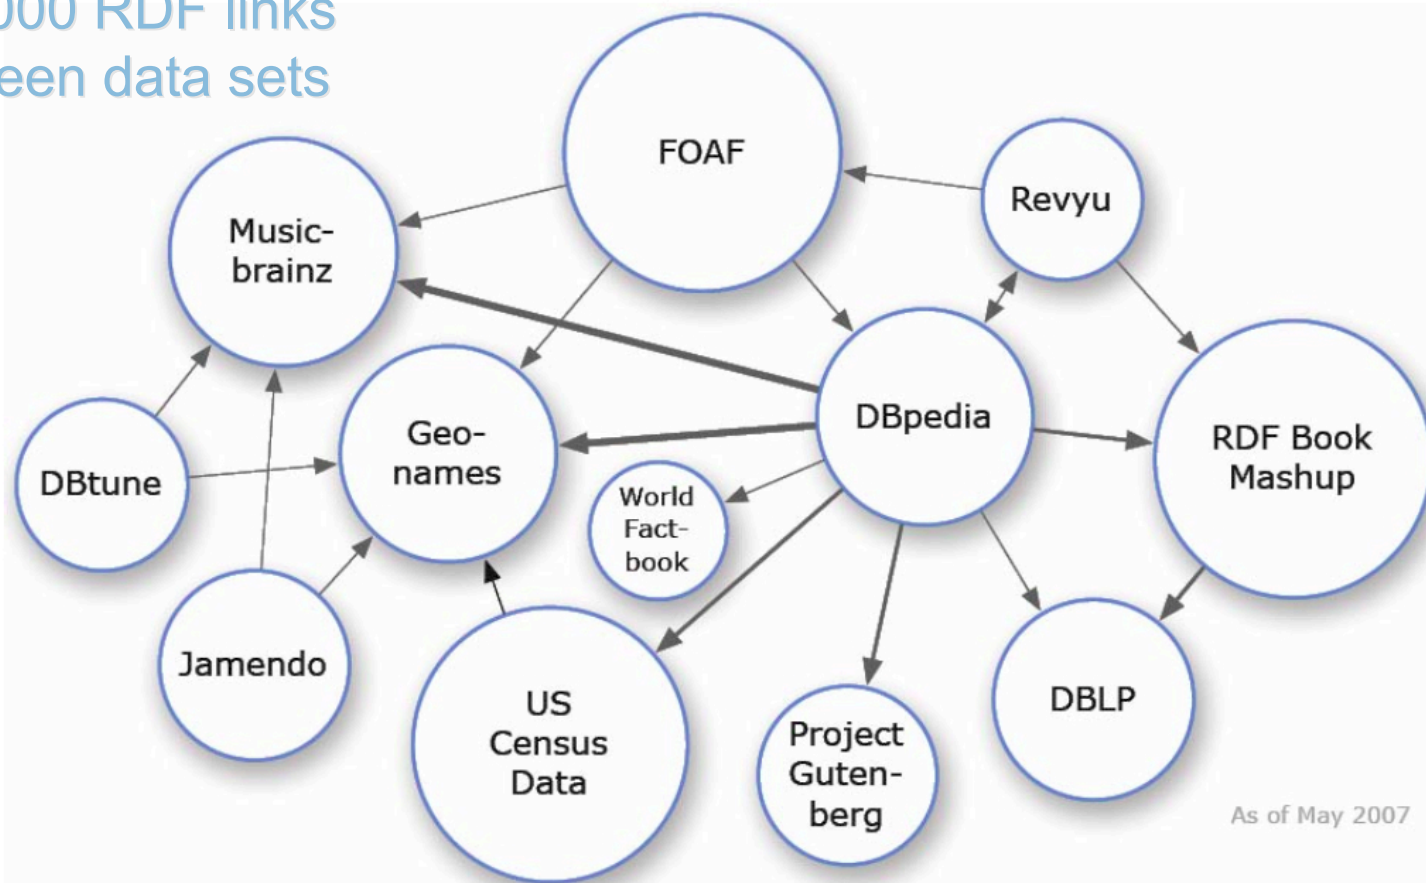 000 RDF links
een data sets
FOAF
Revyu
Music-
brainz
DBpedia
Geo-
names
RDF Book
Mashup
DBtune
World
Fact-
book
Jamendo
US
Census
Data
Project
Guten-
berg
DBLP
As of May 2007